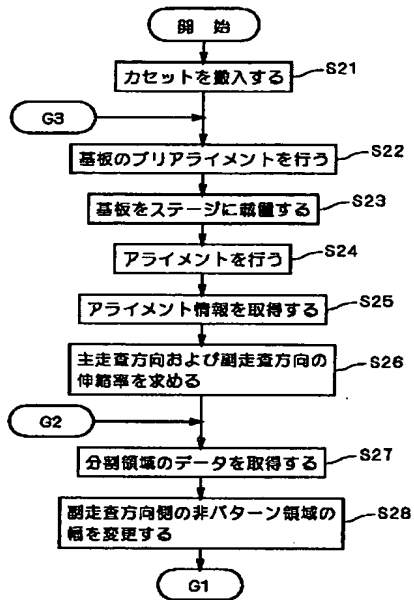 開 始
カセットを搬入する
S21
G3
基板のプリアライメントを行う
S22
基板をステージに載置する
S23
アライメントを行う
S24
アライメント情報を取得する
S25
主走査方向および副走査方向の
伸縮率を求める
S26
G2
分割領域のデータを取得する
S27
副走査方向側の非パターン領域の
幅を変更する
S28
G1